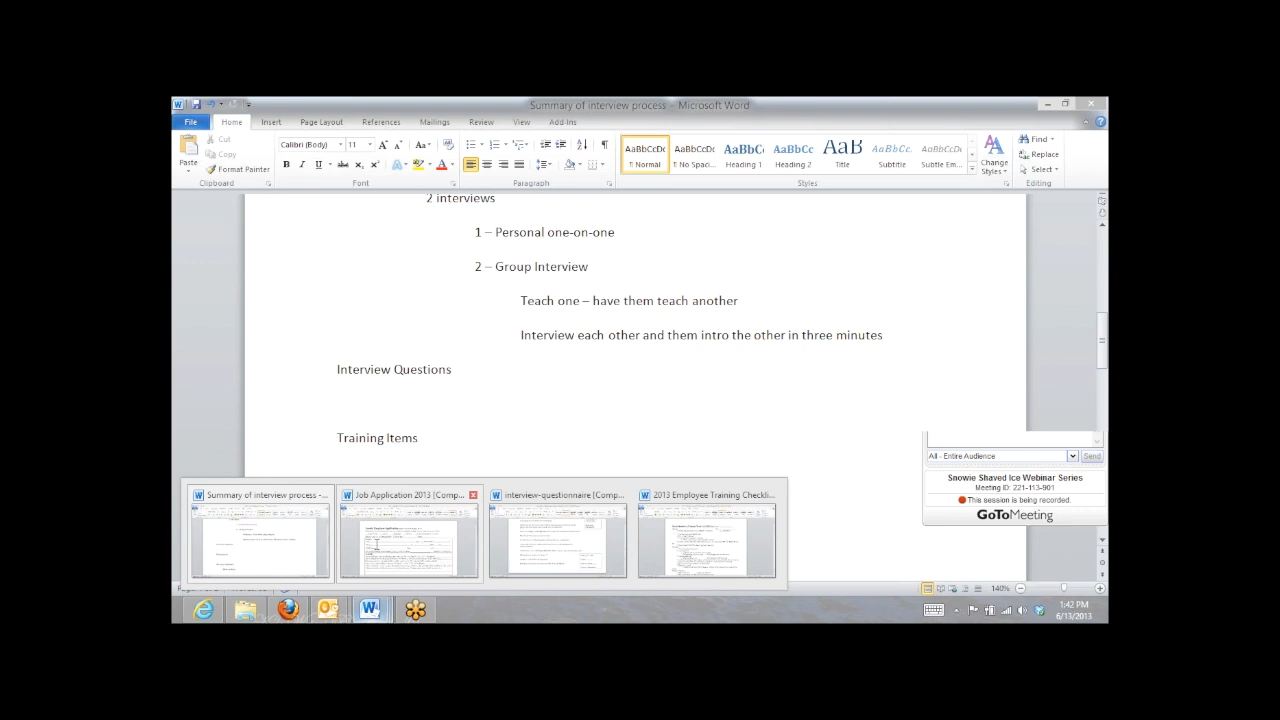 Summary of interview process - Microsoft Word
File Home Insert Page Layout References Mailings Review View Add-Ins
Cut
Copy
Format Painter
Paste
Clipboard
Calibri (Body) 11
Font
Paragraph
AaBbCcDc AaBbCcDc AaBbC AaBbCc AaB AaBbCc. AaBbCcDc
¶ Normal ¶ No Spaci... Heading 1 Heading 2 Title Subtitle Subtle Em...
Styles
Change
Styles
Find
Replace
Select
Editing
2 interviews
1 – Personal one-on-one
2 – Group Interview
Teach one – have them teach another
Interview each other and them intro the other in three minutes
Interview Questions
Training Items
All - Entire Audience
Send
Snowie Shaved Ice Webinar Series
Meeting ID: 221-113-901
This session is being recorded.
GoToMeeting
Summary of interview process -...
Job Application 2013 [Comp...
interview-questionnaire [Comp...
2013 Employee Training Checkli...
140%
1:42 PM
6/13/2013